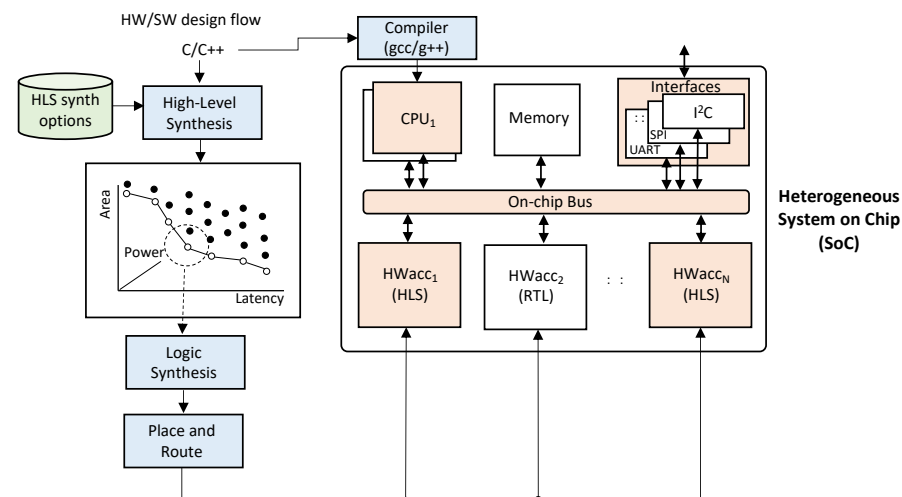 HW/SW design flow
C/C++
Compiler
(gcc/g++)
HLS synth
options
High-Level
Synthesis
Area
Power
Latency
Logic
Synthesis
Place and
Route
CPU1
Memory
Interfaces
I2C
: :
SPI
UART
On-chip Bus
HWacc1
(HLS)
HWacc2
(RTL)
: :
HWaccN
(HLS)
Heterogeneous
System on Chip
(SoC)